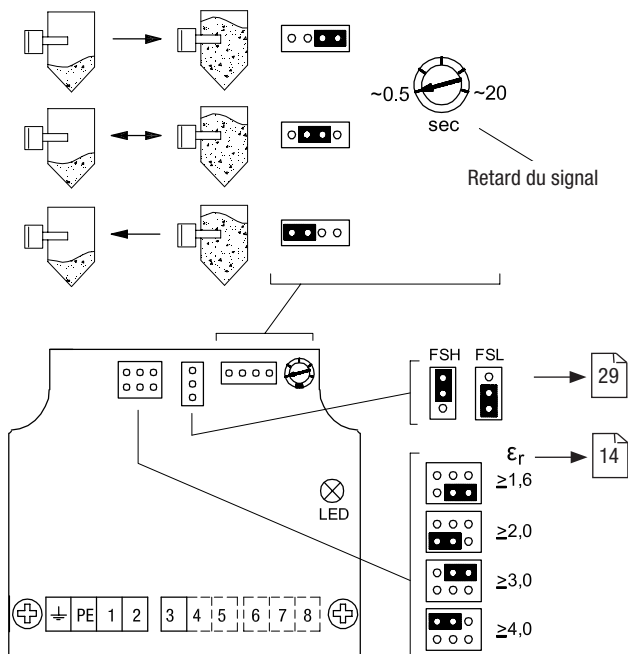 ~0.5 ~20
sec
Retard du signal
FSH FSL
29
εr
14
≥1,6
≥2,0
≥3,0
≥4,0
LED
PE 1 2 3 4 5 6 7 8